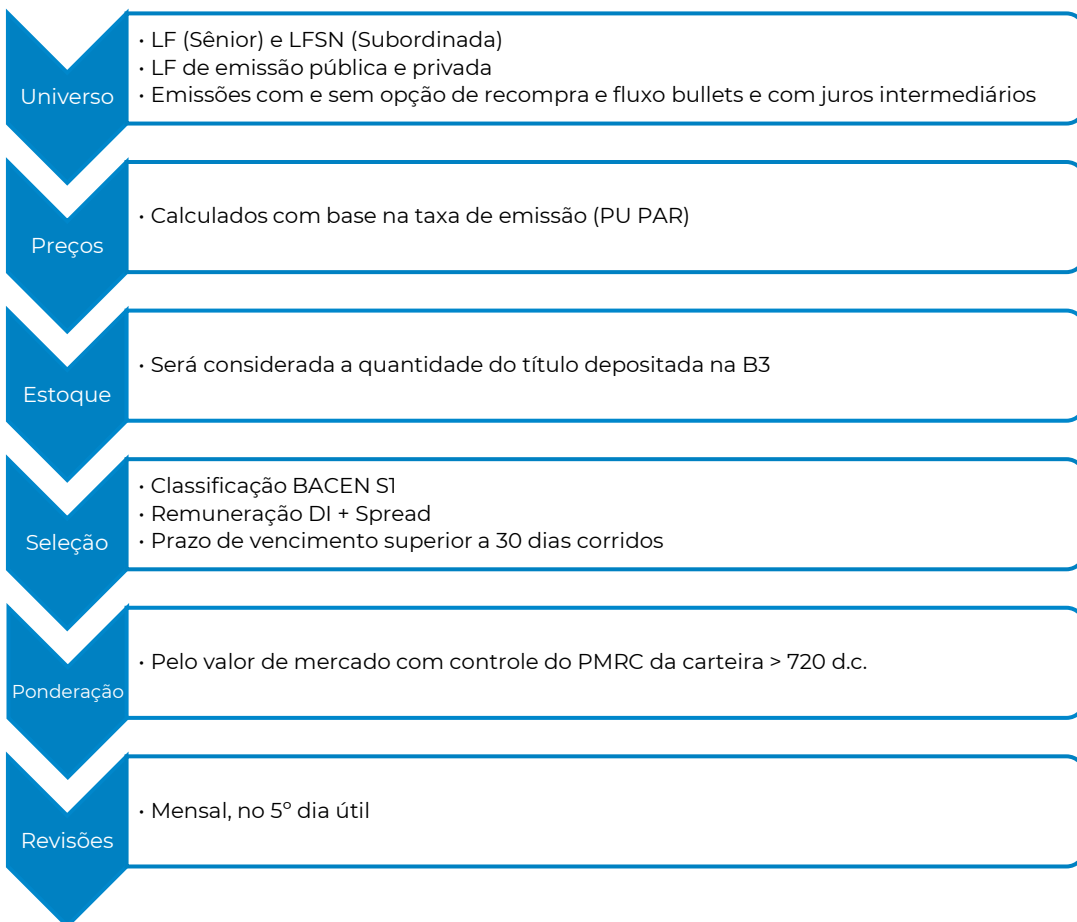 Universo
· LF (Sênior) e LFSN (Subordinada)
· LF de emissão pública e privada
· Emissões com e sem opção de recompra e fluxo bullets e com juros intermediários
Preços
· Calculados com base na taxa de emissão (PU PAR)
Estoque
· Será considerada a quantidade do título depositada na B3
Seleção
· Classificação BACEN S1
· Remuneração DI + Spread
· Prazo de vencimento superior a 30 dias corridos
Ponderação
· Pelo valor de mercado com controle do PMRC da carteira > 720 d.c.
Revisões
· Mensal, no 5º dia útil